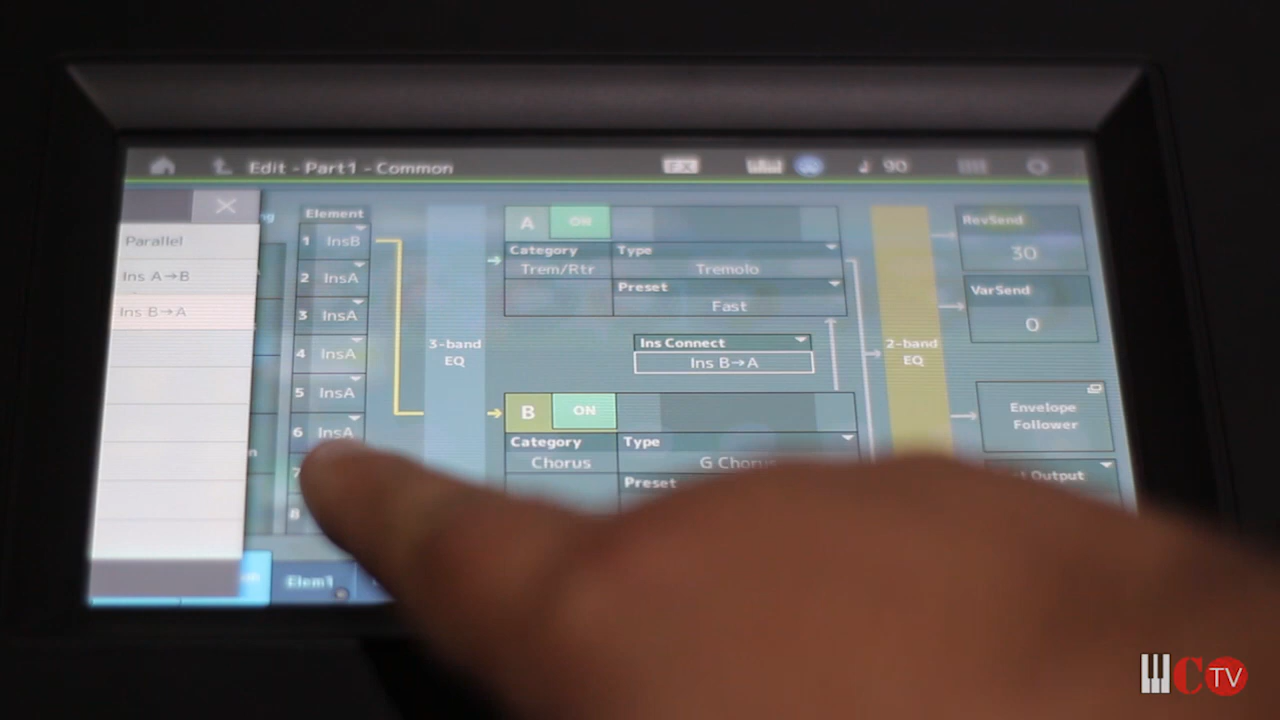 Edit - Part1 - Common
EX
90
Parallel
Ins A→B
Ins B→A
Element
1 InsB
2 InsA
3 InsA
4 InsA
5 InsA
6 InsA
7
8
3-band
EQ
A ON
Category
Trem/Rtr
Type
Tremolo
Preset
Fast
Ins Connect
Ins B→A
B ON
Category
Chorus
Type
G Chorus
Preset
2-band
EQ
RevSend
30
VarSend
0
Envelope
Follower
Output
Elem1
C TV